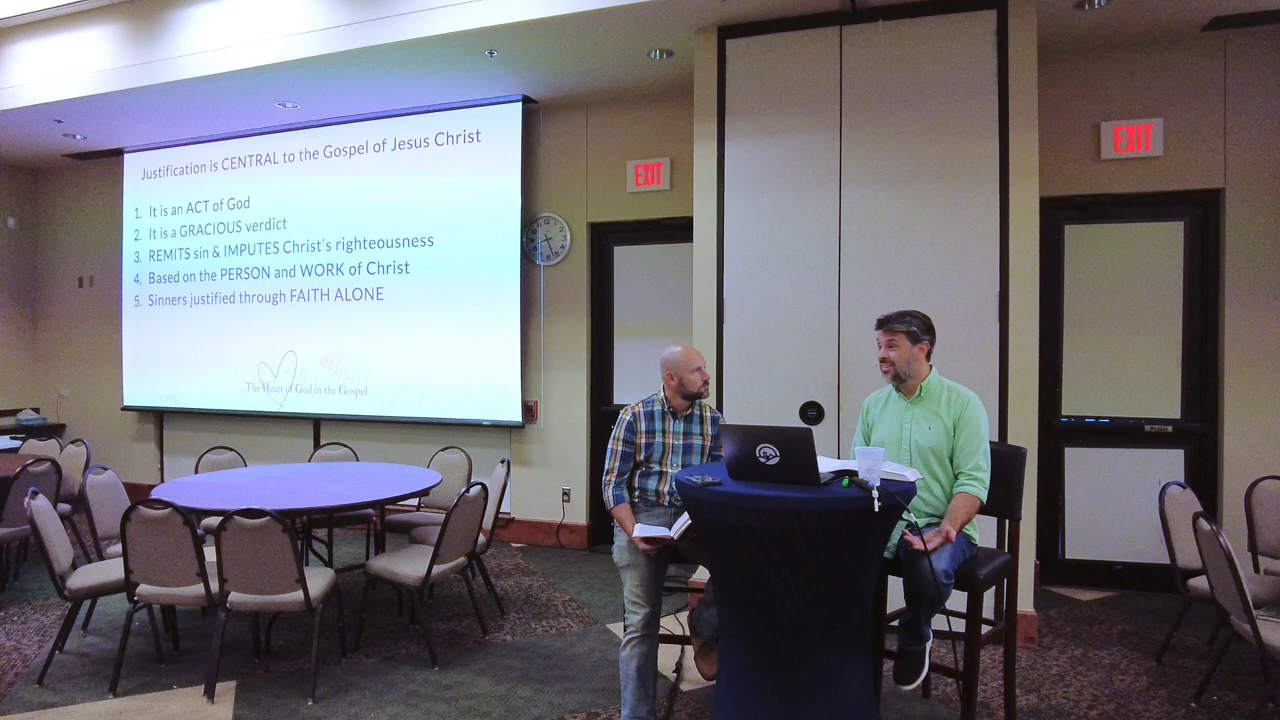 Justification is CENTRAL to the Gospel of Jesus Christ
1. It is an ACT of God
2. It is a GRACIOUS verdict
3. REMITS sin & IMPUTES Christ's righteousness
4. Based on the PERSON and WORK of Christ
5. Sinners justified through FAITH ALONE
The Heart of God in the Gospel
EXIT
EXIT